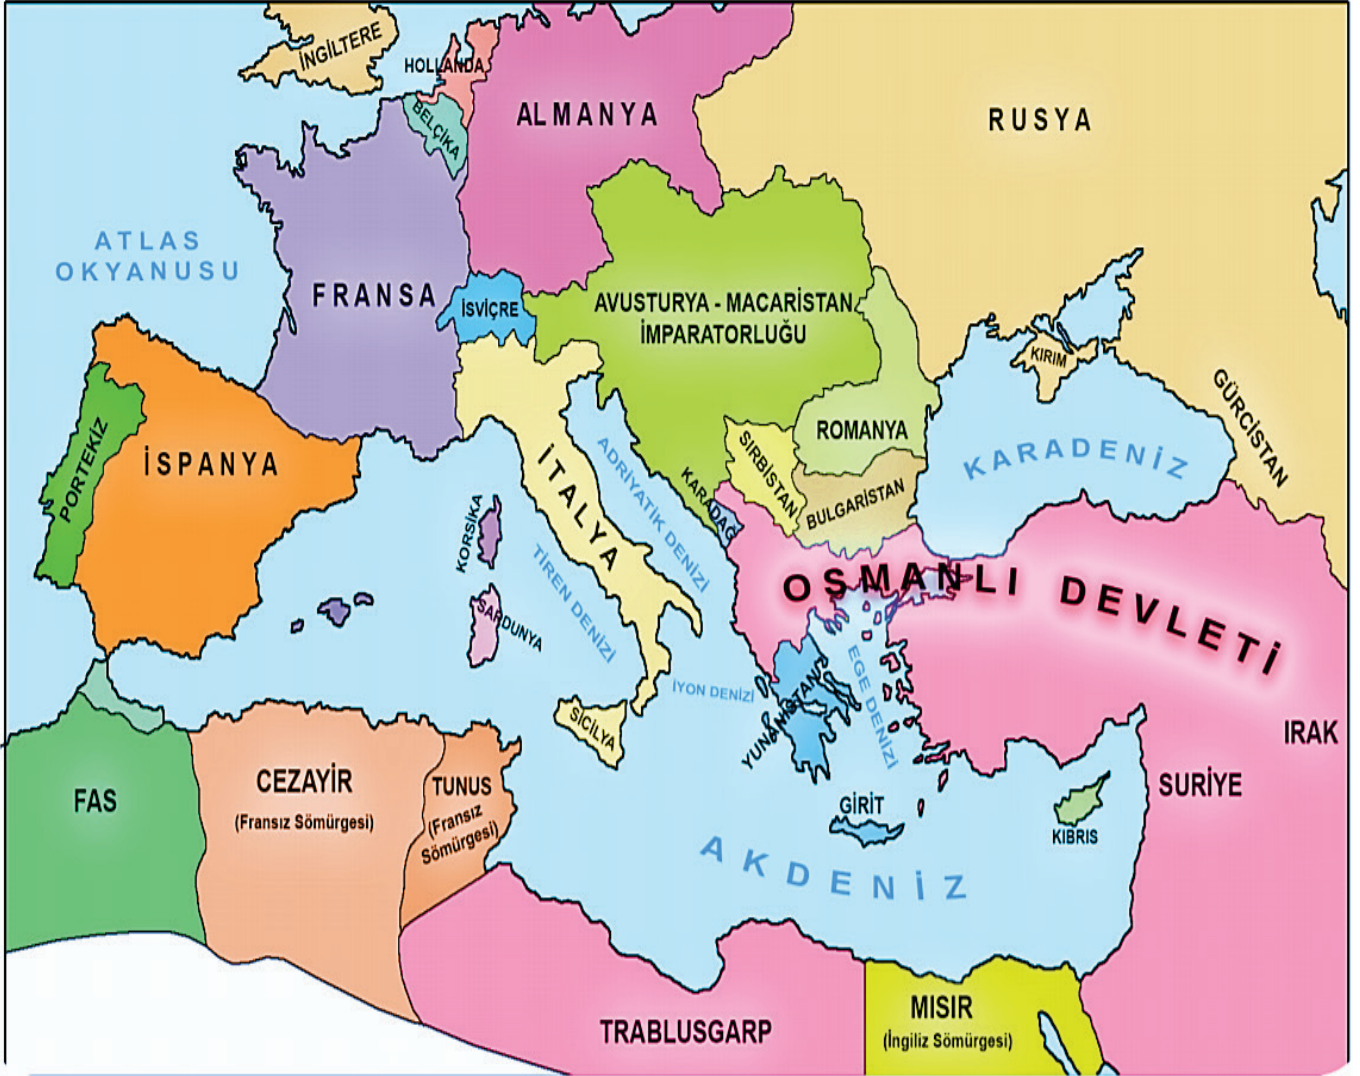 İNGİLTERE
HOLLANDA
BELÇİKA
ALMANYA
RUSYA
ATLAS
OKYANUSU
FRANSA
İSVİÇRE
AVUSTURYA - MACARİSTAN
İMPARATORLUĞU
KIRIM
GÜRCİSTAN
PORTEKİZ
İSPANYA
İTALYA
ADRİYATİK DENİZİ
KARADAĞ
SIRBİSTAN
ROMANYA
BULGARİSTAN
KARADENİZ
KORSİKA
SARDUNYA
TİREN DENİZİ
OSMANLI DEVLETİ
İYON DENİZİ
YUNANİSTAN
EGE DENİZİ
SİCİLYA
IRAK
SURİYE
FAS
CEZAYİR
(Fransız Sömürgesi)
TUNUS
(Fransız
Sömürgesi)
GİRİT
KIBRIS
AKDENİZ
TRABLUSGARP
MISIR
(İngiliz Sömürgesi)